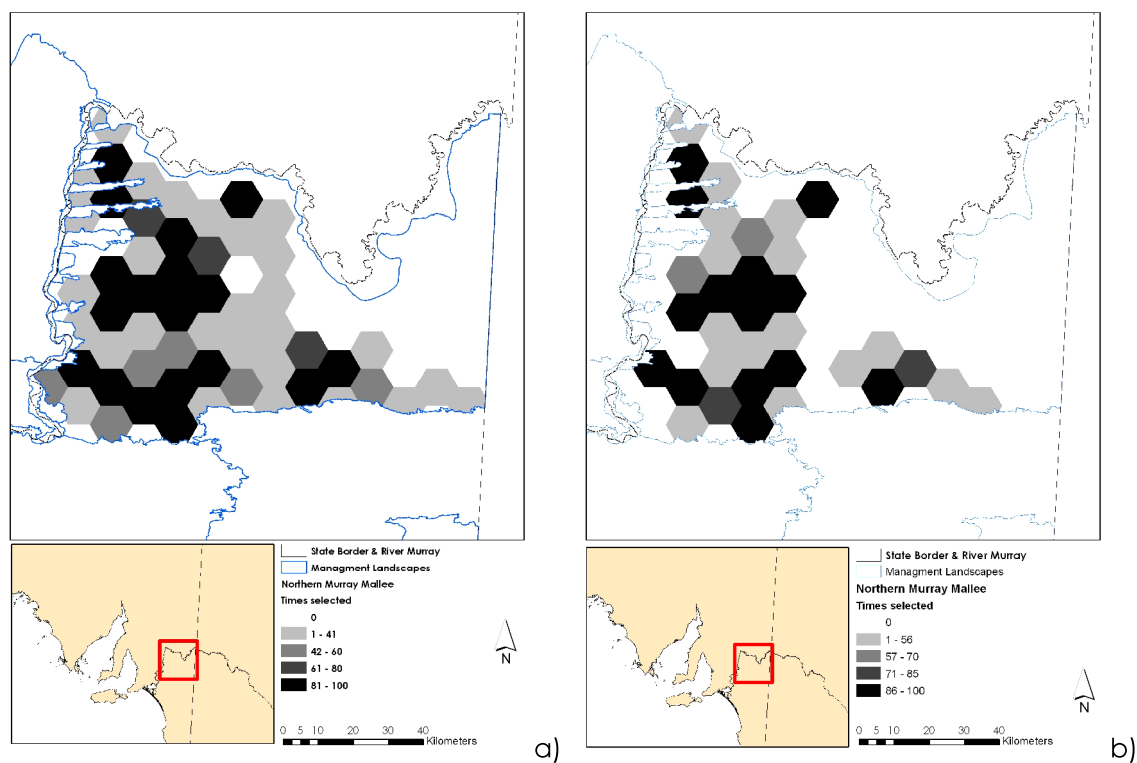 State Border & River Murray
Managment Landscapes
Northern Murray Mallee
Times selected
0
1 - 41
42 - 60
61 - 80
81 - 100
N
0 5 10 20 30 40
Kilometers
a)
State Border & River Murray
Managment Landscapes
Northern Murray Mallee
Times selected
0
1 - 56
57 - 70
71 - 85
86 - 100
N
0 5 10 20 30 40
Kilometers
b)